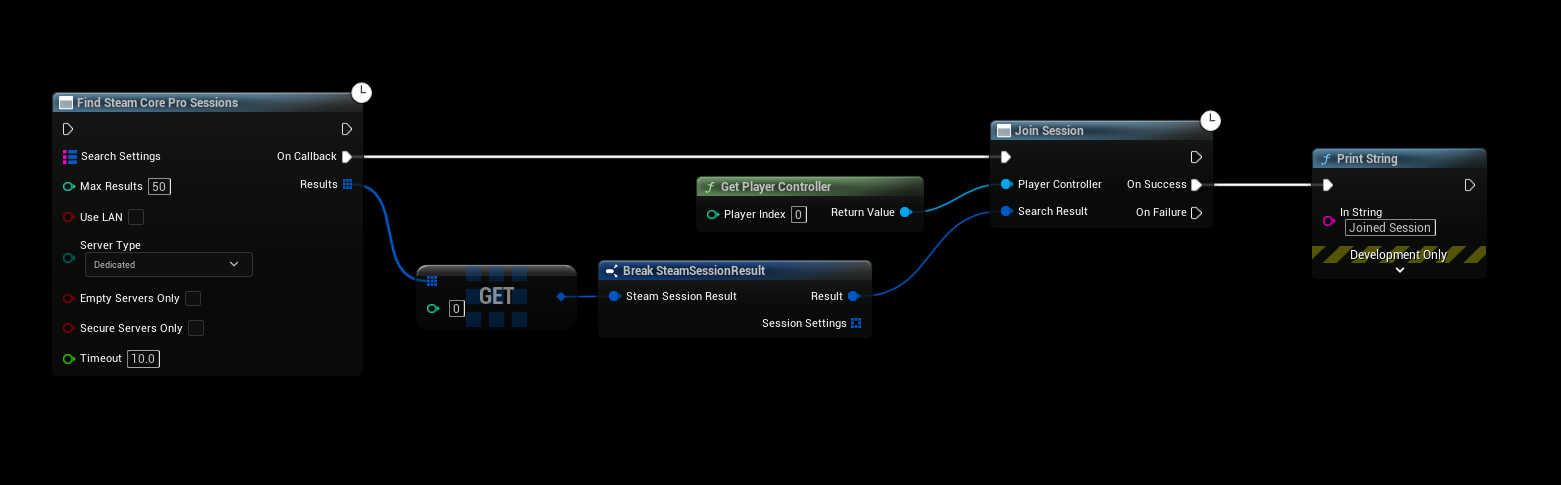 Find Steam Core Pro Sessions
Search Settings
On Callback
Max Results 50
Results
Use LAN
Server Type
Dedicated
Empty Servers Only
Secure Servers Only
Timeout 10.0
GET
0
Break SteamSessionResult
Steam Session Result
Result
Session Settings
Get Player Controller
Player Index 0
Return Value
Join Session
Player Controller
On Success
Search Result
On Failure
Print String
In String
Joined Session
Development Only